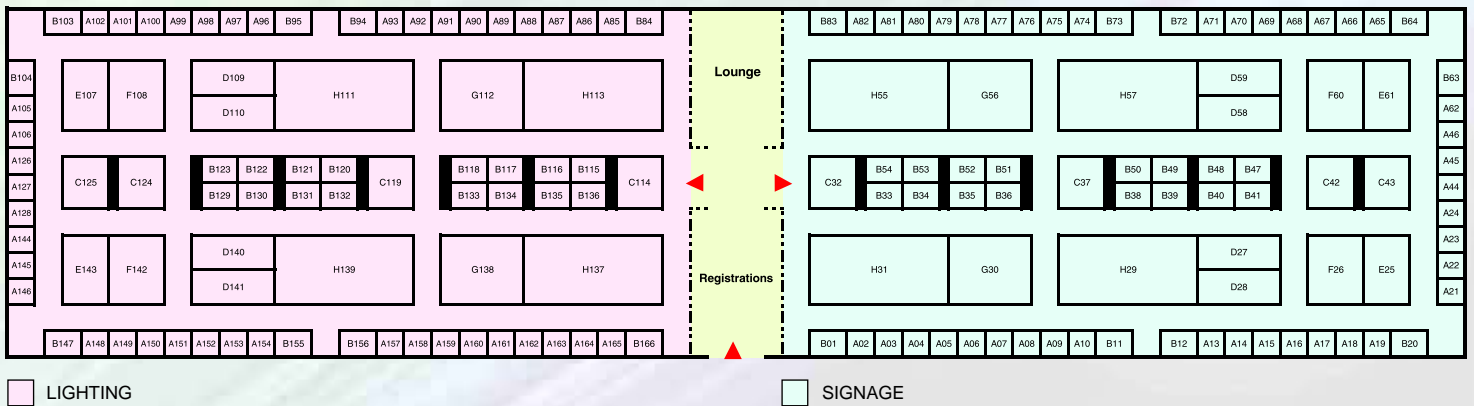 B103 A102 A101 A100 A99 A98 A97 A96 B95 B94 A93 A92 A91 A90 A89 A88 A87 A86 A85 B84 B83 A82 A81 A80 A79 A78 A77 A76 A75 A74 B73 B72 A71 A70 A69 A68 A67 A66 A65 B64
Lounge
B104 D109 D59 B63
E107 F108 H111 G112 H113 H55 G56 H57 F60 E61
A105 D110 D58 A62
A106 A46
A126 B123 B122 B121 B120 B118 B117 B116 B115 B54 B53 B52 B51 B50 B49 B48 B47 A45
C125 C124 C119 C114 C32 C37 C42 C43
A127 A44
B129 B130 B131 B132 B133 B134 B135 B136 B33 B34 B35 B36 B38 B39 B40 B41
A128 A24
A144 A23
D140 D27
A145 E143 F142 H139 G138 H137 H31 G30 H29 F26 E25 A22
Registrations
D141 D28
A146 A21
B147 A148 A149 A150 A151 A152 A153 A154 B155 B156 A157 A158 A159 A160 A161 A162 A163 A164 A165 B166 B01 A02 A03 A04 A05 A06 A07 A08 A09 A10 B11 B12 A13 A14 A15 A16 A17 A18 A19 B20
LIGHTING SIGNAGE